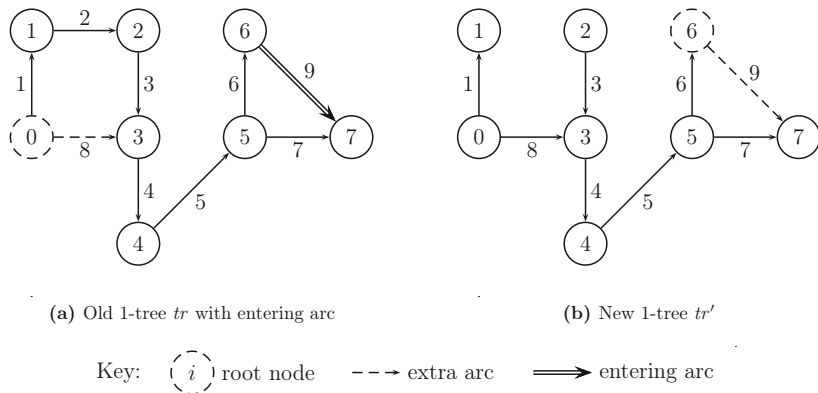 1 2 2 6
1 3 6 9
0 8 3 5 7 7
4 5
4
1 2 6
1 3 6 9
0 8 3 5 7 7
4 5
4
(a) Old 1-tree tr with entering arc
(b) New 1-tree tr′
Key: i root node extra arc entering arc